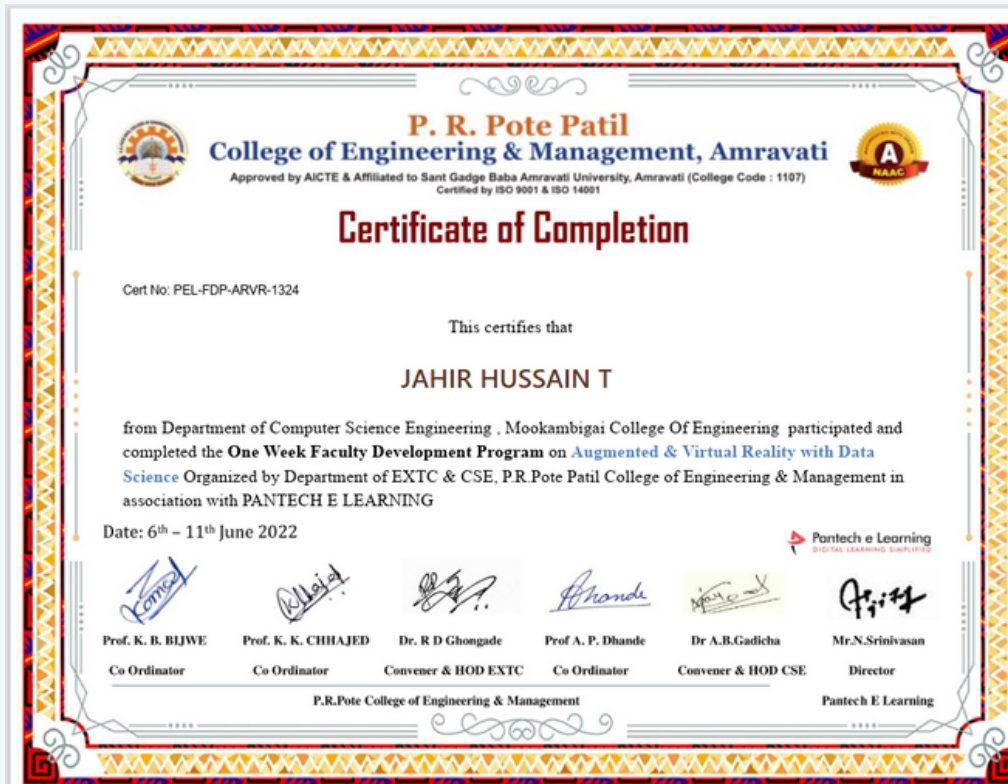 P. R. Pote Patil
College of Engineering & Management, Amravati
Approved by AICTE & Affiliated to Sant Gadge Baba Amravati University, Amravati (College Code : 1107)
Certified by ISO 9001 & ISO 14001
A
NAAC
Certificate of Completion
Cert No: PEL-FDP-ARVR-1324
This certifies that
JAHIR HUSSAIN T
from Department of Computer Science Engineering , Mookambigai College Of Engineering participated and
completed the One Week Faculty Development Program on Augmented & Virtual Reality with Data
Science Organized by Department of EXTC & CSE, P.R.Pote Patil College of Engineering & Management in
association with PANTECH E LEARNING
Date: 6th – 11th June 2022
Pantech e Learning
DIGITAL LEARNING SIMPLIFIED
Prof. K. B. BIJWE Prof. K. K. CHHAJED Dr. R D Ghongade Prof A. P. Dhande Dr A.B.Gadicha Mr.N.Srinivasan
Co Ordinator Co Ordinator Convener & HOD EXTC Co Ordinator Convener & HOD CSE Director
P.R.Pote College of Engineering & Management Pantech E Learning